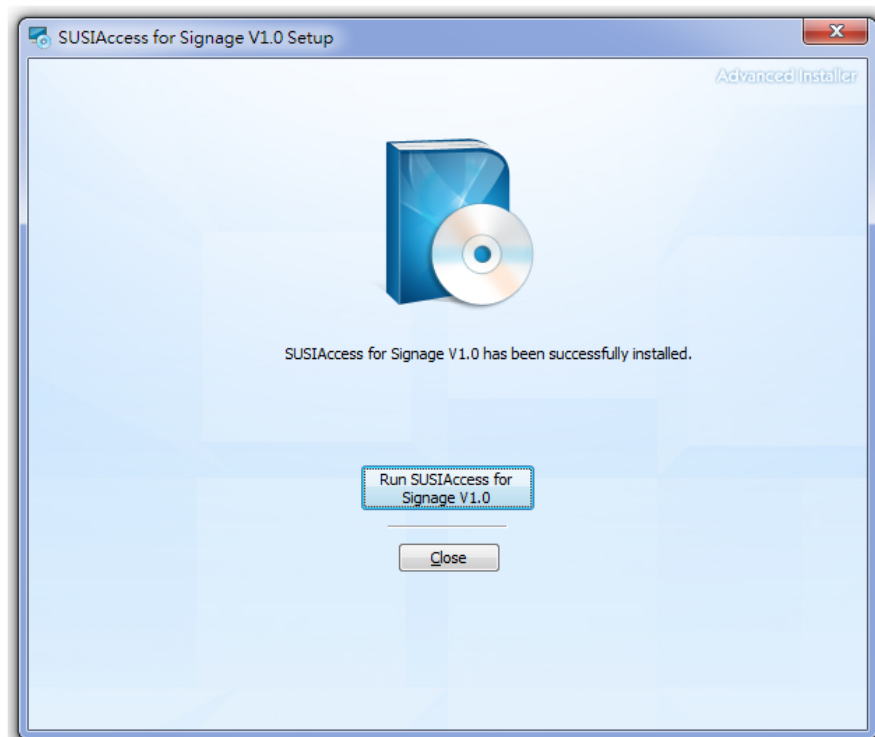 SUSIAccess for Signage V1.0 Setup
Advanced Installer
SUSIAccess for Signage V1.0 has been successfully installed.
Run SUSIAccess for
Signage V1.0
Close